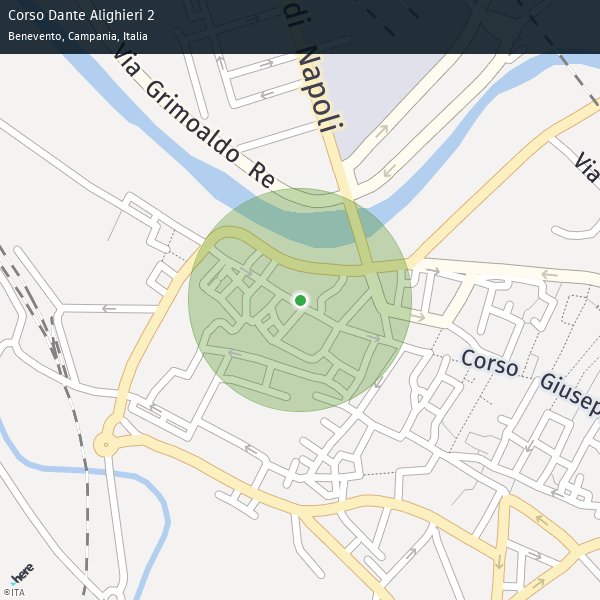 Corso Dante Alighieri 2
Benevento, Campania, Italia
di Napoli
Via Grimoaldo Re
Via
Corso Giusep
here
©ITA